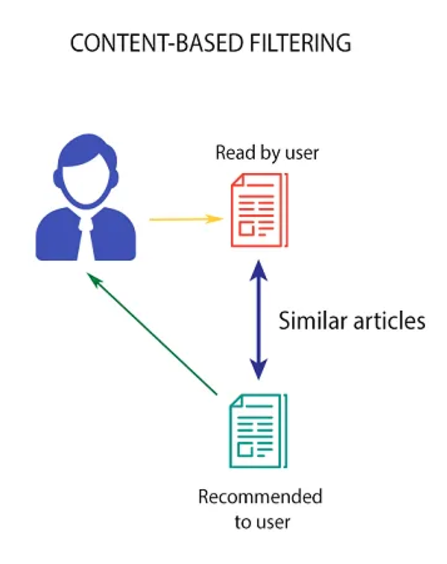 CONTENT-BASED FILTERING
Read by user
Similar articles
Recommended
to user